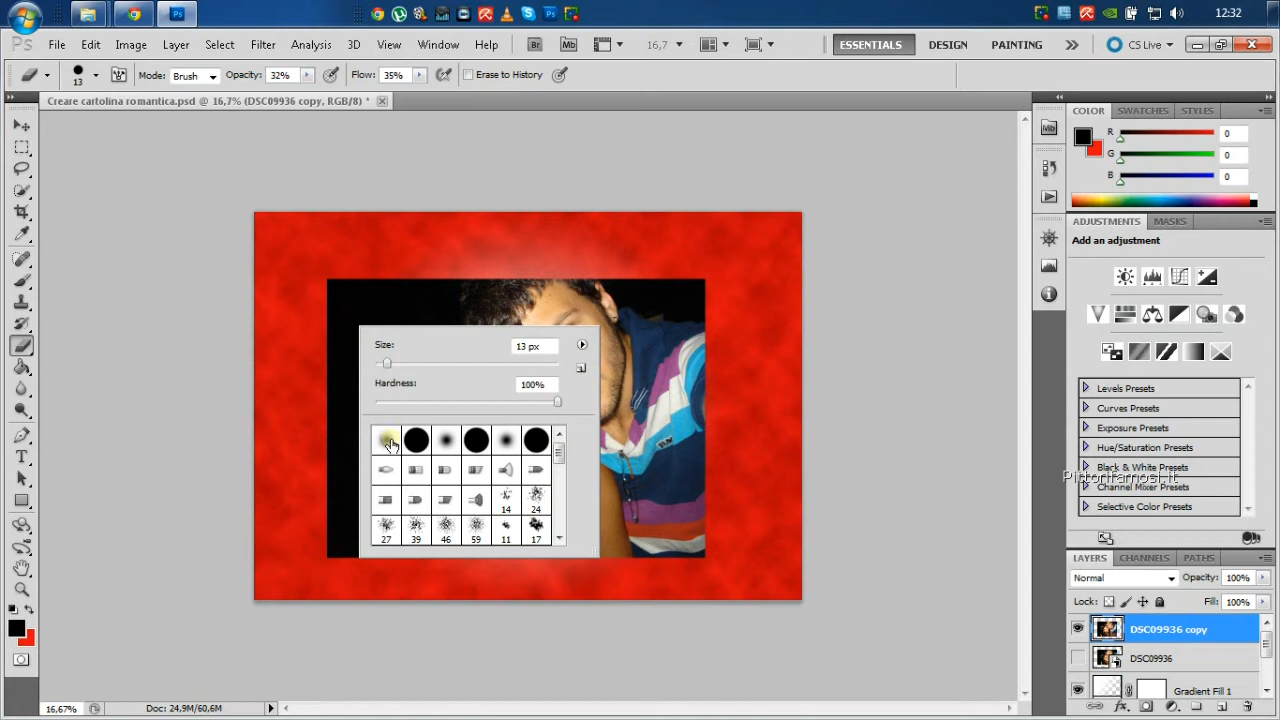 12:32
Ps File Edit Image Layer Select Filter Analysis 3D View Window Help Br Mb 16,7 ESSENTIALS DESIGN PAINTING CS Live
13 Mode: Brush Opacity: 32% Flow: 35% Erase to History
Creare cartolina romantica.psd @ 16,7% (DSC09936 copy, RGB/8) *
COLOR SWATCHES STYLES
Mb
R 0
G 0
B 0
ADJUSTMENTS MASKS
Add an adjustment
Size: 13 px
Hardness: 100%
14 24
27 39 46 59 11 17
Levels Presets
Curves Presets
Exposure Presets
Hue/Saturation Presets
Black & White Presets
Pittorifamosi.it
Channel Mixer Presets
Selective Color Presets
LAYERS CHANNELS PATHS
Normal Opacity: 100%
Lock: Fill: 100%
DSC09936 copy
DSC09936
Gradient Fill 1
16,67% Doc: 24,9M/60,6M